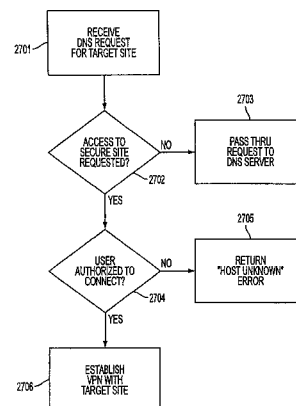 2701
RECEIVE
DNS REQUEST
FOR TARGET SITE
2703
ACCESS TO
SECURE SITE
REQUESTED?
NO
PASS THRU
REQUEST TO
DNS SERVER
2702
YES
2705
USER
AUTHORIZED TO
CONNECT?
NO
RETURN
"HOST UNKNOWN"
ERROR
2704
YES
2706
ESTABLISH
VPN WITH
TARGET SITE